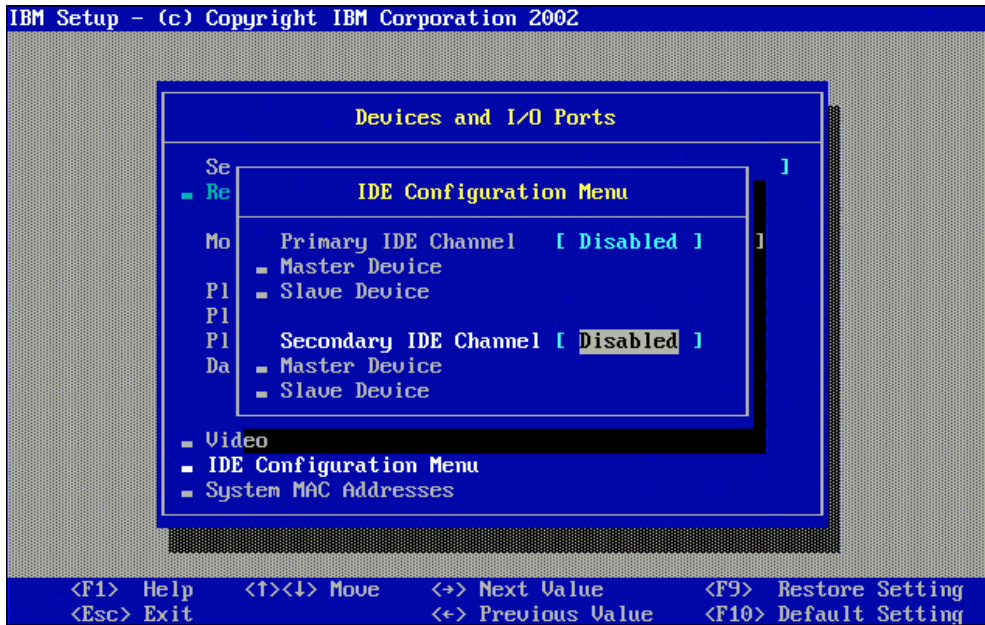 IBM Setup - (c) Copyright IBM Corporation 2002
Devices and I/O Ports
Se ]
Re
IDE Configuration Menu
Mo Primary IDE Channel [ Disabled ] ]
Master Device
Pl Slave Device
Pl
Pl Secondary IDE Channel [ Disabled ]
Da Master Device
Slave Device
Video
IDE Configuration Menu
System MAC Addresses
<F1> Help <↑><↓> Move <→> Next Value <F9> Restore Setting
<Esc> Exit <←> Previous Value <F10> Default Setting